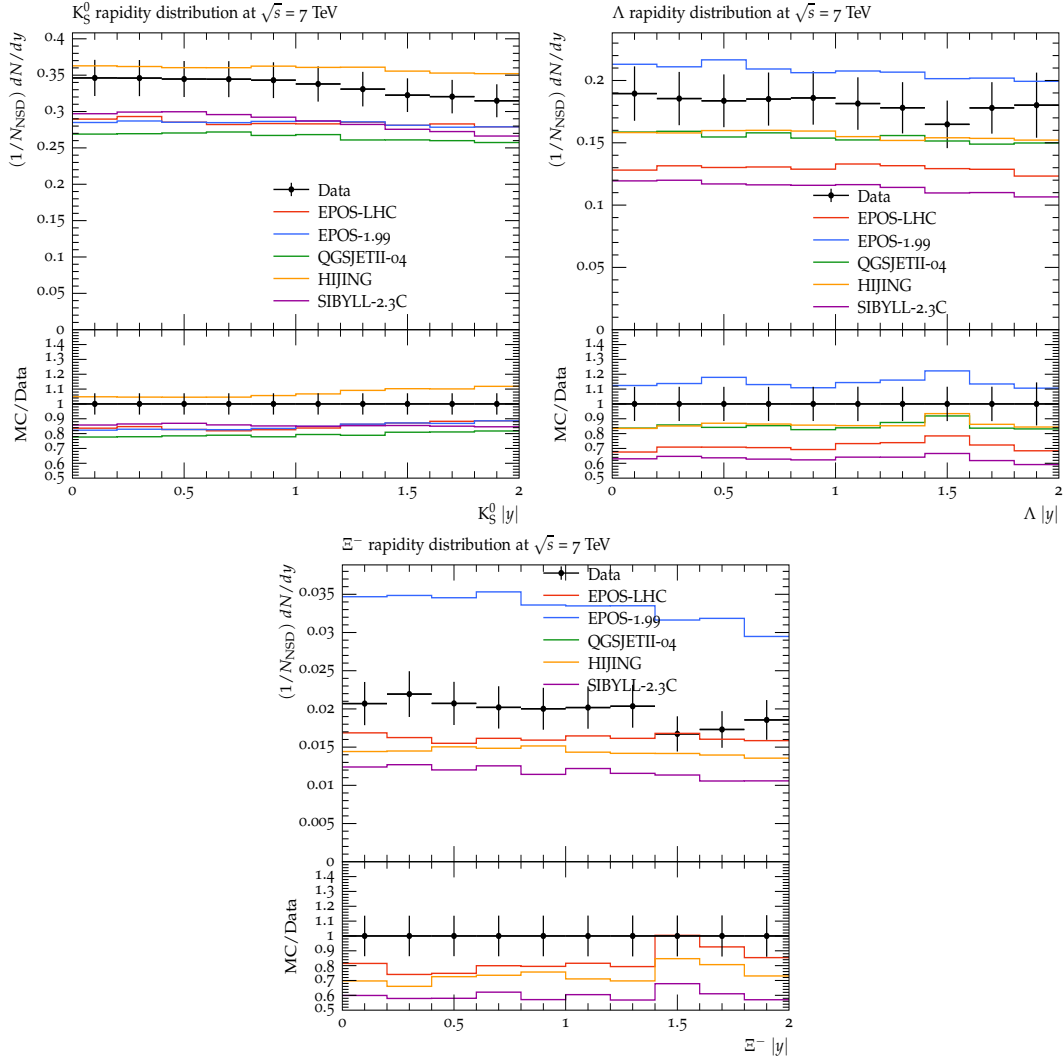 K⁰_S rapidity distribution at √s = 7 TeV
(1/N_NSD) dN/dy
0.4
0.35
0.3
0.25
0.2
0.15
0.1
0.05
0
Data
EPOS-LHC
EPOS-1.99
QGSJETII-04
HIJING
SIBYLL-2.3C
MC/Data
1.4
1.3
1.2
1.1
1
0.9
0.8
0.7
0.6
0.5
0 0.5 1 1.5 2
K⁰_S |y|
Λ rapidity distribution at √s = 7 TeV
(1/N_NSD) dN/dy
0.2
0.15
0.1
0.05
0
Data
EPOS-LHC
EPOS-1.99
QGSJETII-04
HIJING
SIBYLL-2.3C
MC/Data
1.4
1.3
1.2
1.1
1
0.9
0.8
0.7
0.6
0.5
0 0.5 1 1.5 2
Λ |y|
Ξ⁻ rapidity distribution at √s = 7 TeV
(1/N_NSD) dN/dy
0.035
0.03
0.025
0.02
0.015
0.01
0.005
0
Data
EPOS-LHC
EPOS-1.99
QGSJETII-04
HIJING
SIBYLL-2.3C
MC/Data
1.4
1.3
1.2
1.1
1
0.9
0.8
0.7
0.6
0.5
0 0.5 1 1.5 2
Ξ⁻ |y|